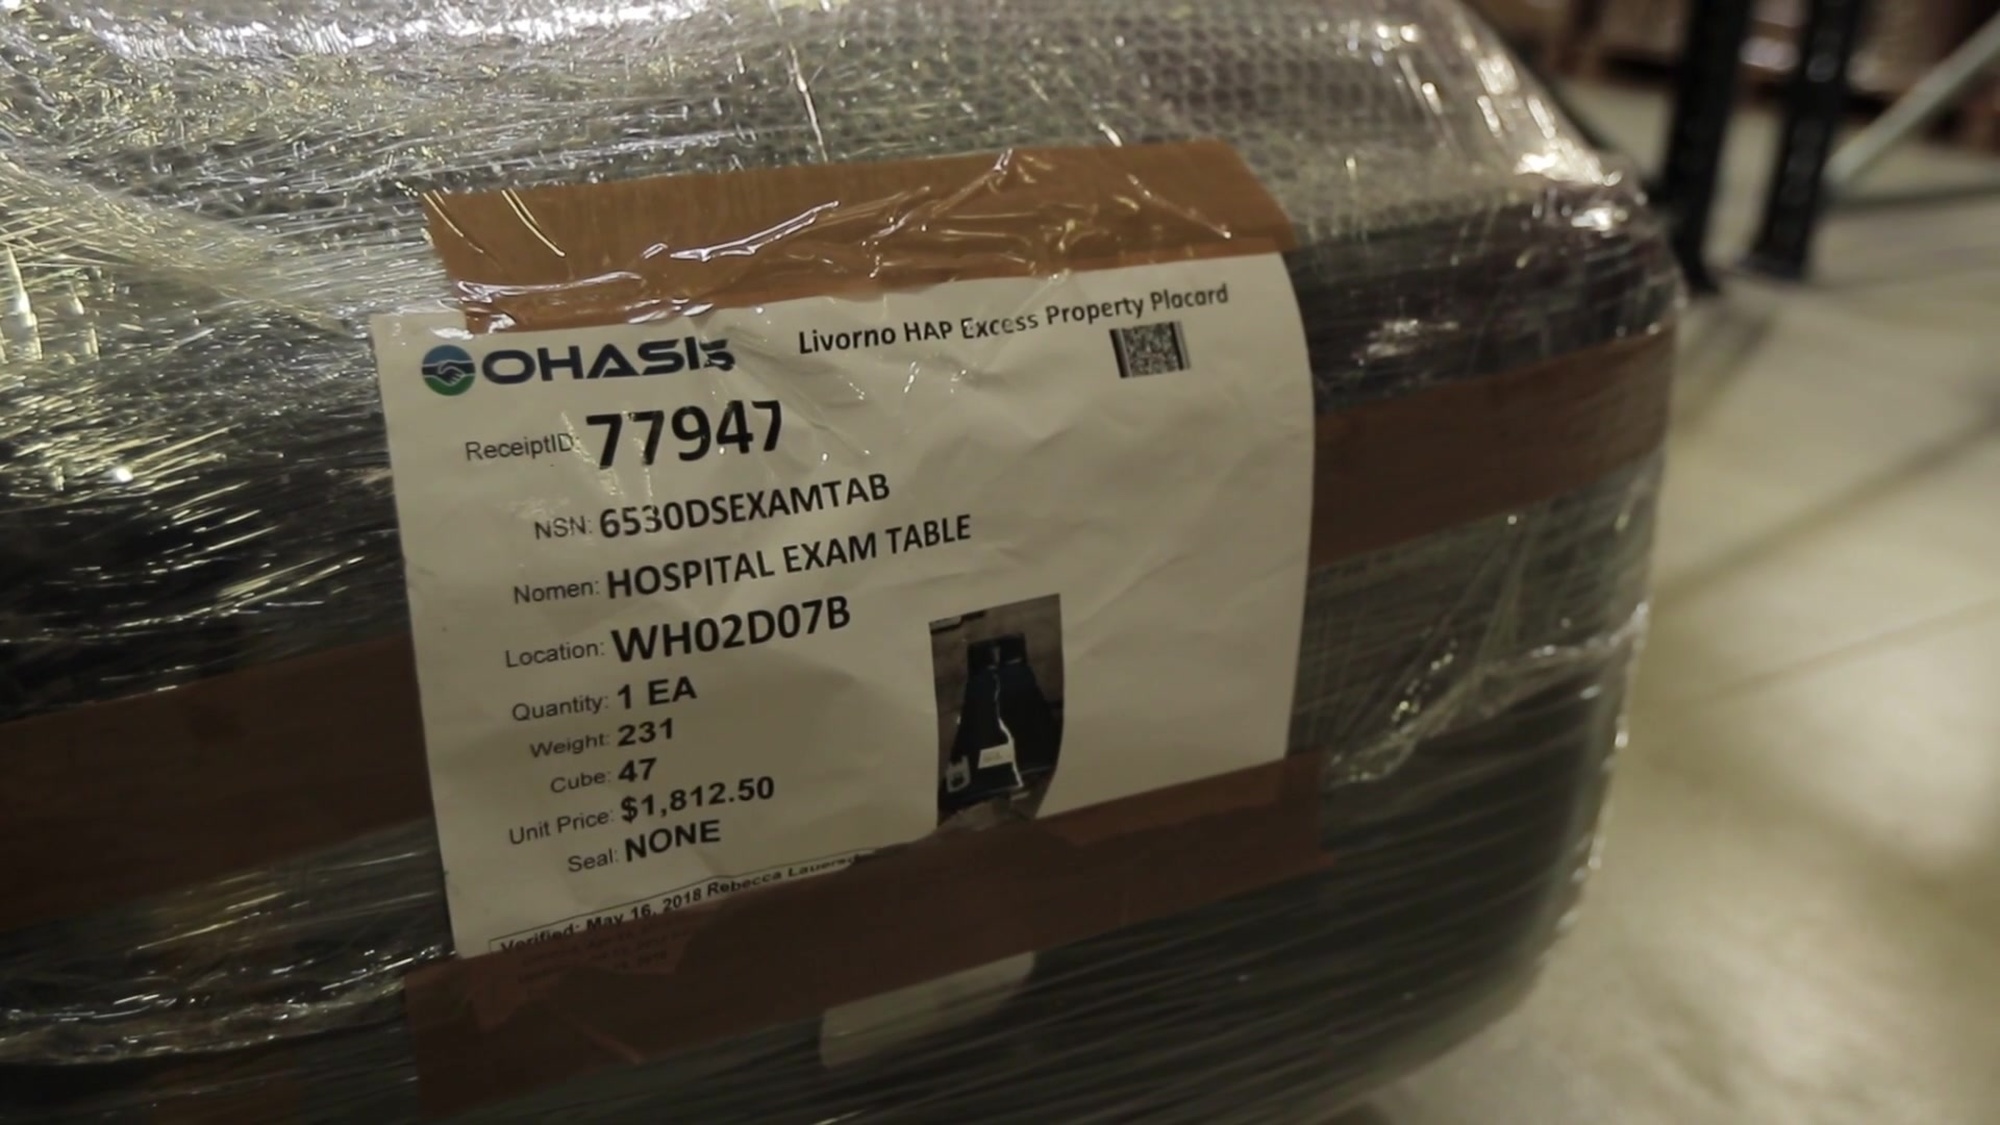 OHASIS
Livorno HAP Excess Property Placard
ReceiptID: 77947
NSN: 6530DSEXAMTAB
Nomen: HOSPITAL EXAM TABLE
Location: WH02D07B
Quantity: 1 EA
Weight: 231
Cube: 47
Unit Price: $1,812.50
Seal: NONE
Verified: May 16, 2018 Rebecca